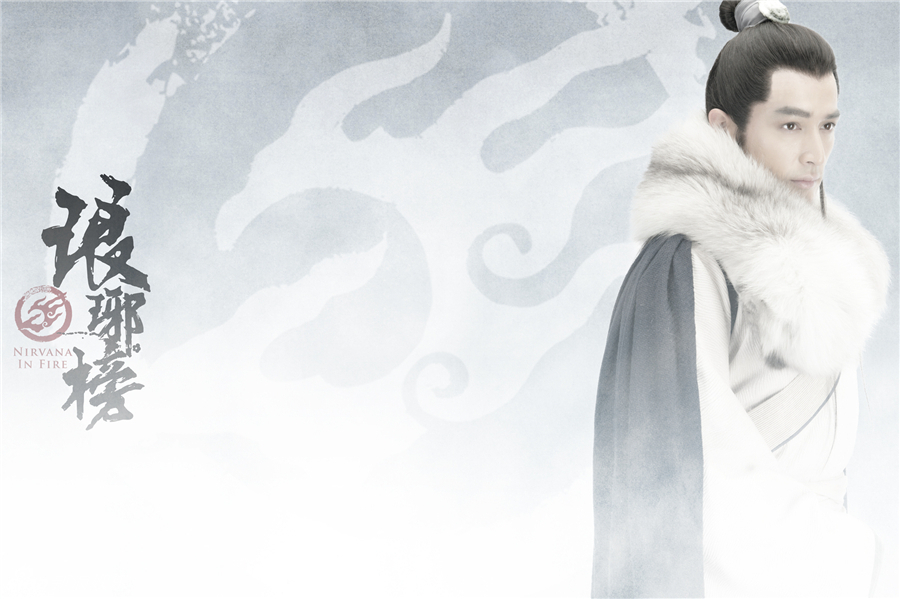 琅琊榜
NIRVANA
IN FIRE